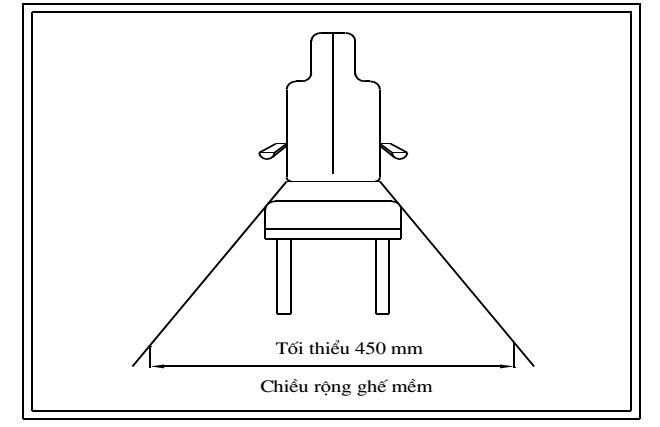 Tối thiểu 450 mm
Chiều rộng ghế mềm